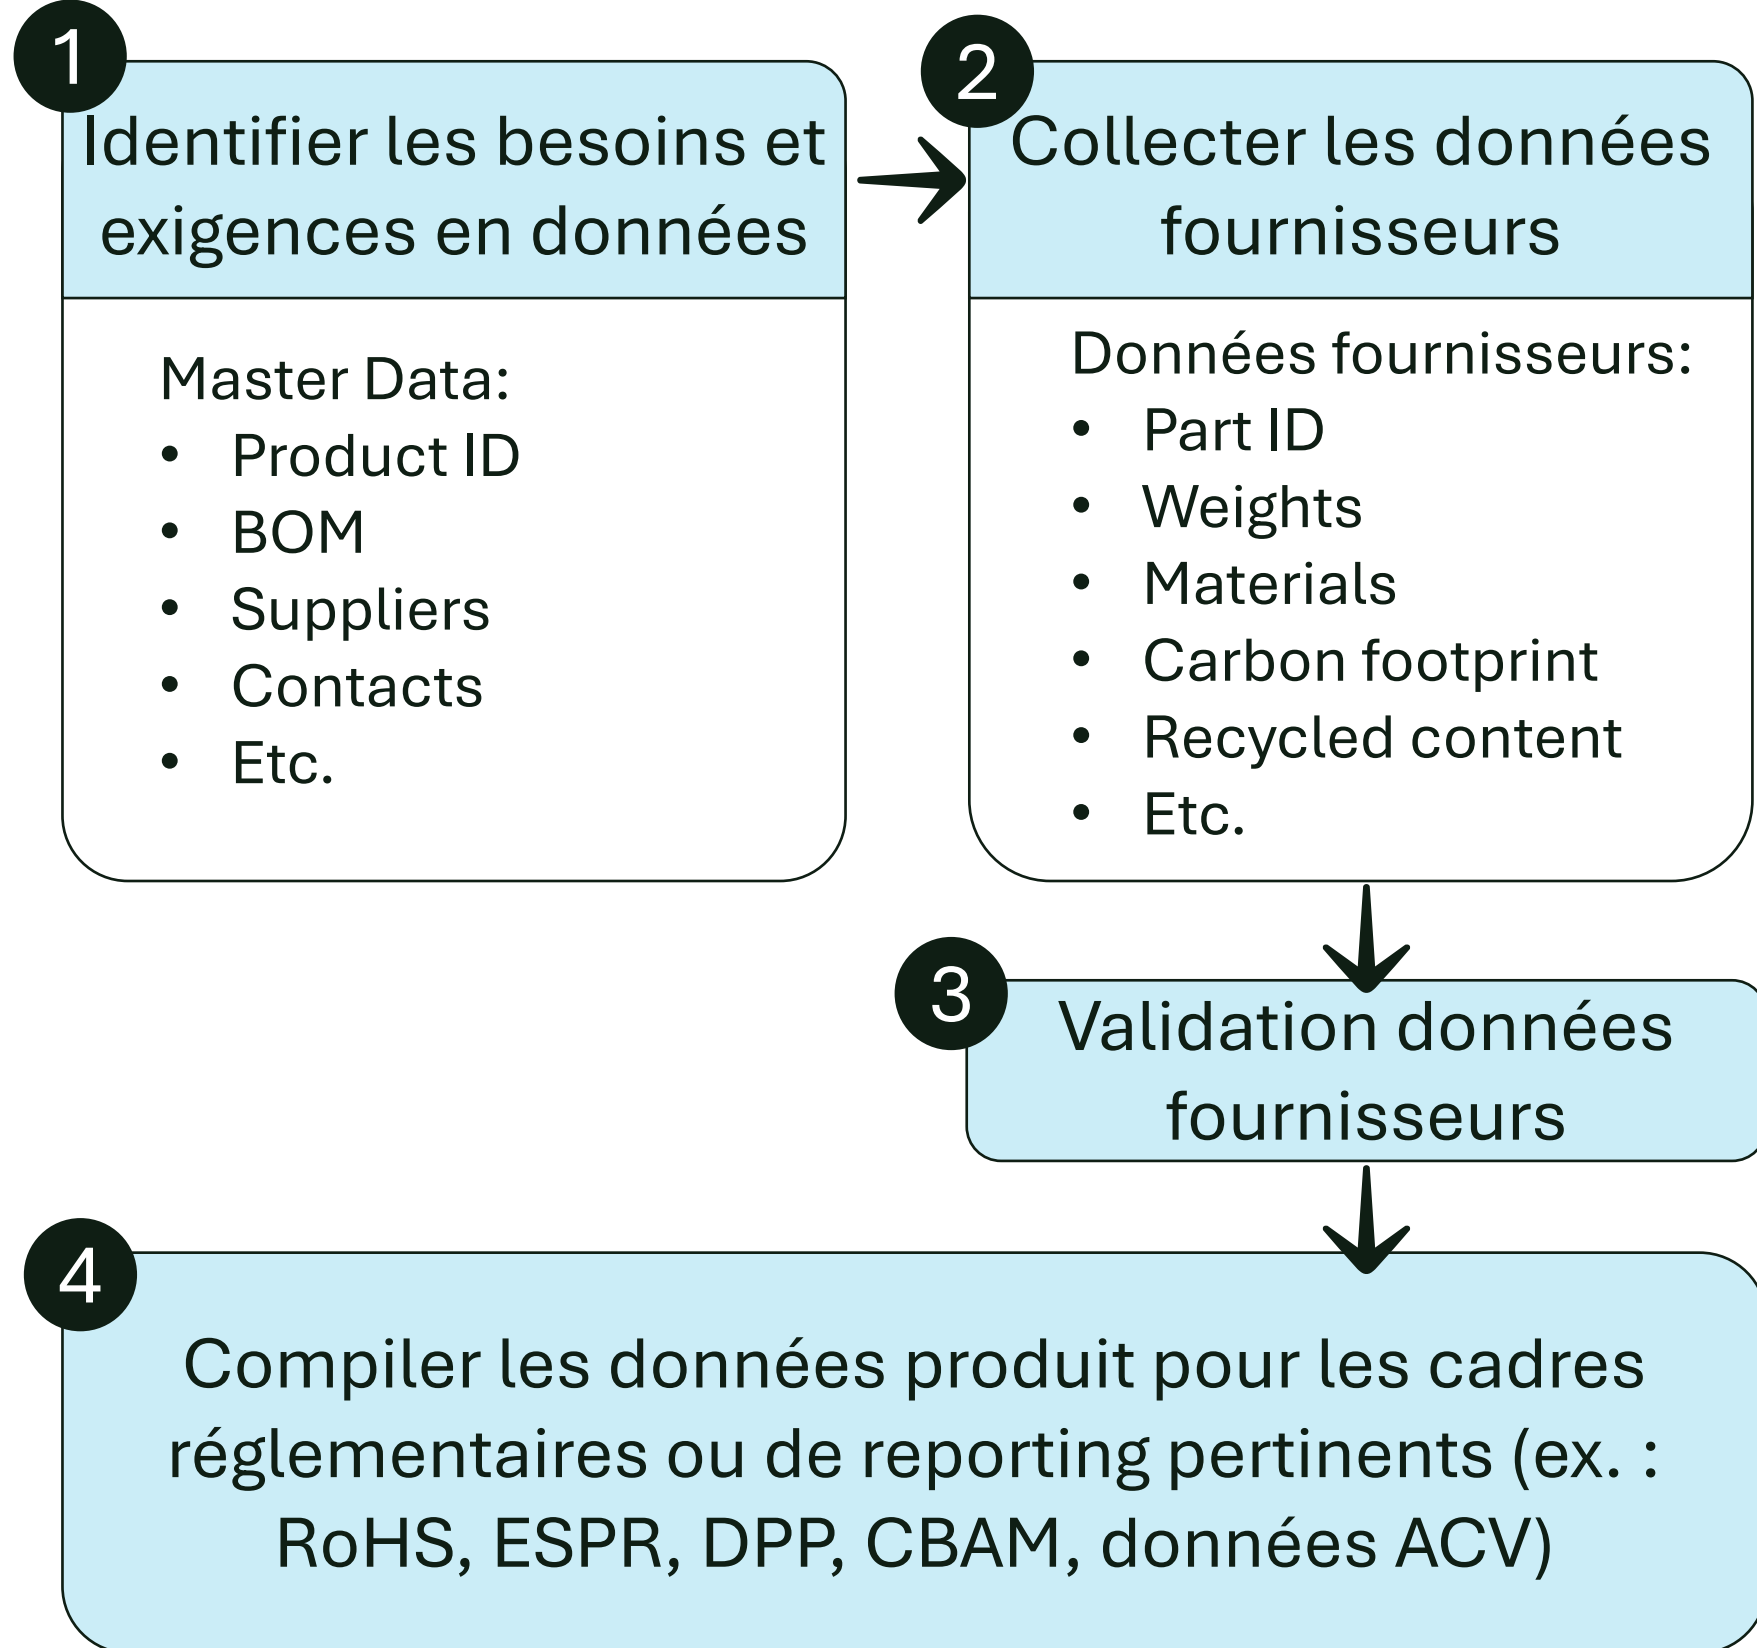 1
Identifier les besoins et
exigences en données
Master Data:
• Product ID
• BOM
• Suppliers
• Contacts
• Etc.
2
Collecter les données
fournisseurs
Données fournisseurs:
• Part ID
• Weights
• Materials
• Carbon footprint
• Recycled content
• Etc.
3
Validation données
fournisseurs
4
Compiler les données produit pour les cadres
réglementaires ou de reporting pertinents (ex. :
RoHS, ESPR, DPP, CBAM, données ACV)